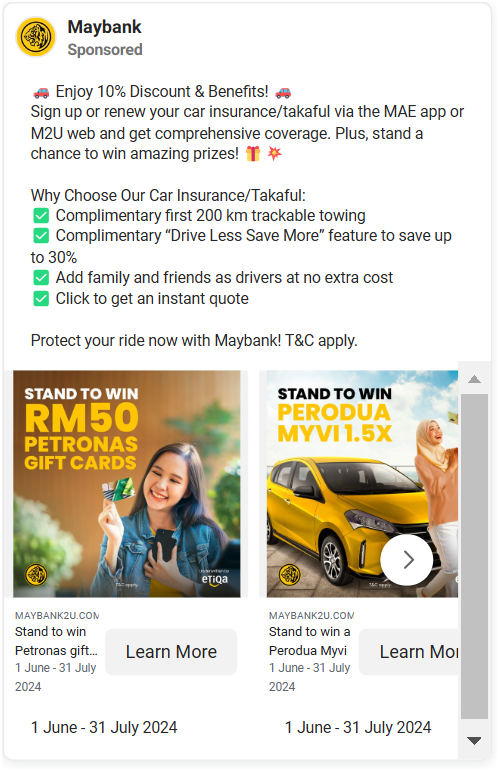 Maybank
Sponsored
🚗 Enjoy 10% Discount & Benefits! 🚗
Sign up or renew your car insurance/takaful via the MAE app or
M2U web and get comprehensive coverage. Plus, stand a
chance to win amazing prizes! 🎁 💥
Why Choose Our Car Insurance/Takaful:
✅ Complimentary first 200 km trackable towing
✅ Complimentary “Drive Less Save More” feature to save up
to 30%
✅ Add family and friends as drivers at no extra cost
✅ Click to get an instant quote
Protect your ride now with Maybank! T&C apply.
STAND TO WIN
RM50
PETRONAS
GIFT CARDS
T&C apply
Underwritten by
etiqa
STAND TO WIN
PERODUA
MYVI 1.5X
T&C apply
MAYBANK2U.COM
Stand to win
Petronas gift...
1 June - 31 July
2024
Learn More
MAYBANK2U.COM
Stand to win a
Perodua Myvi
1 June - 31 July
2024
Learn Mor
1 June - 31 July 2024
1 June - 31 July 2024